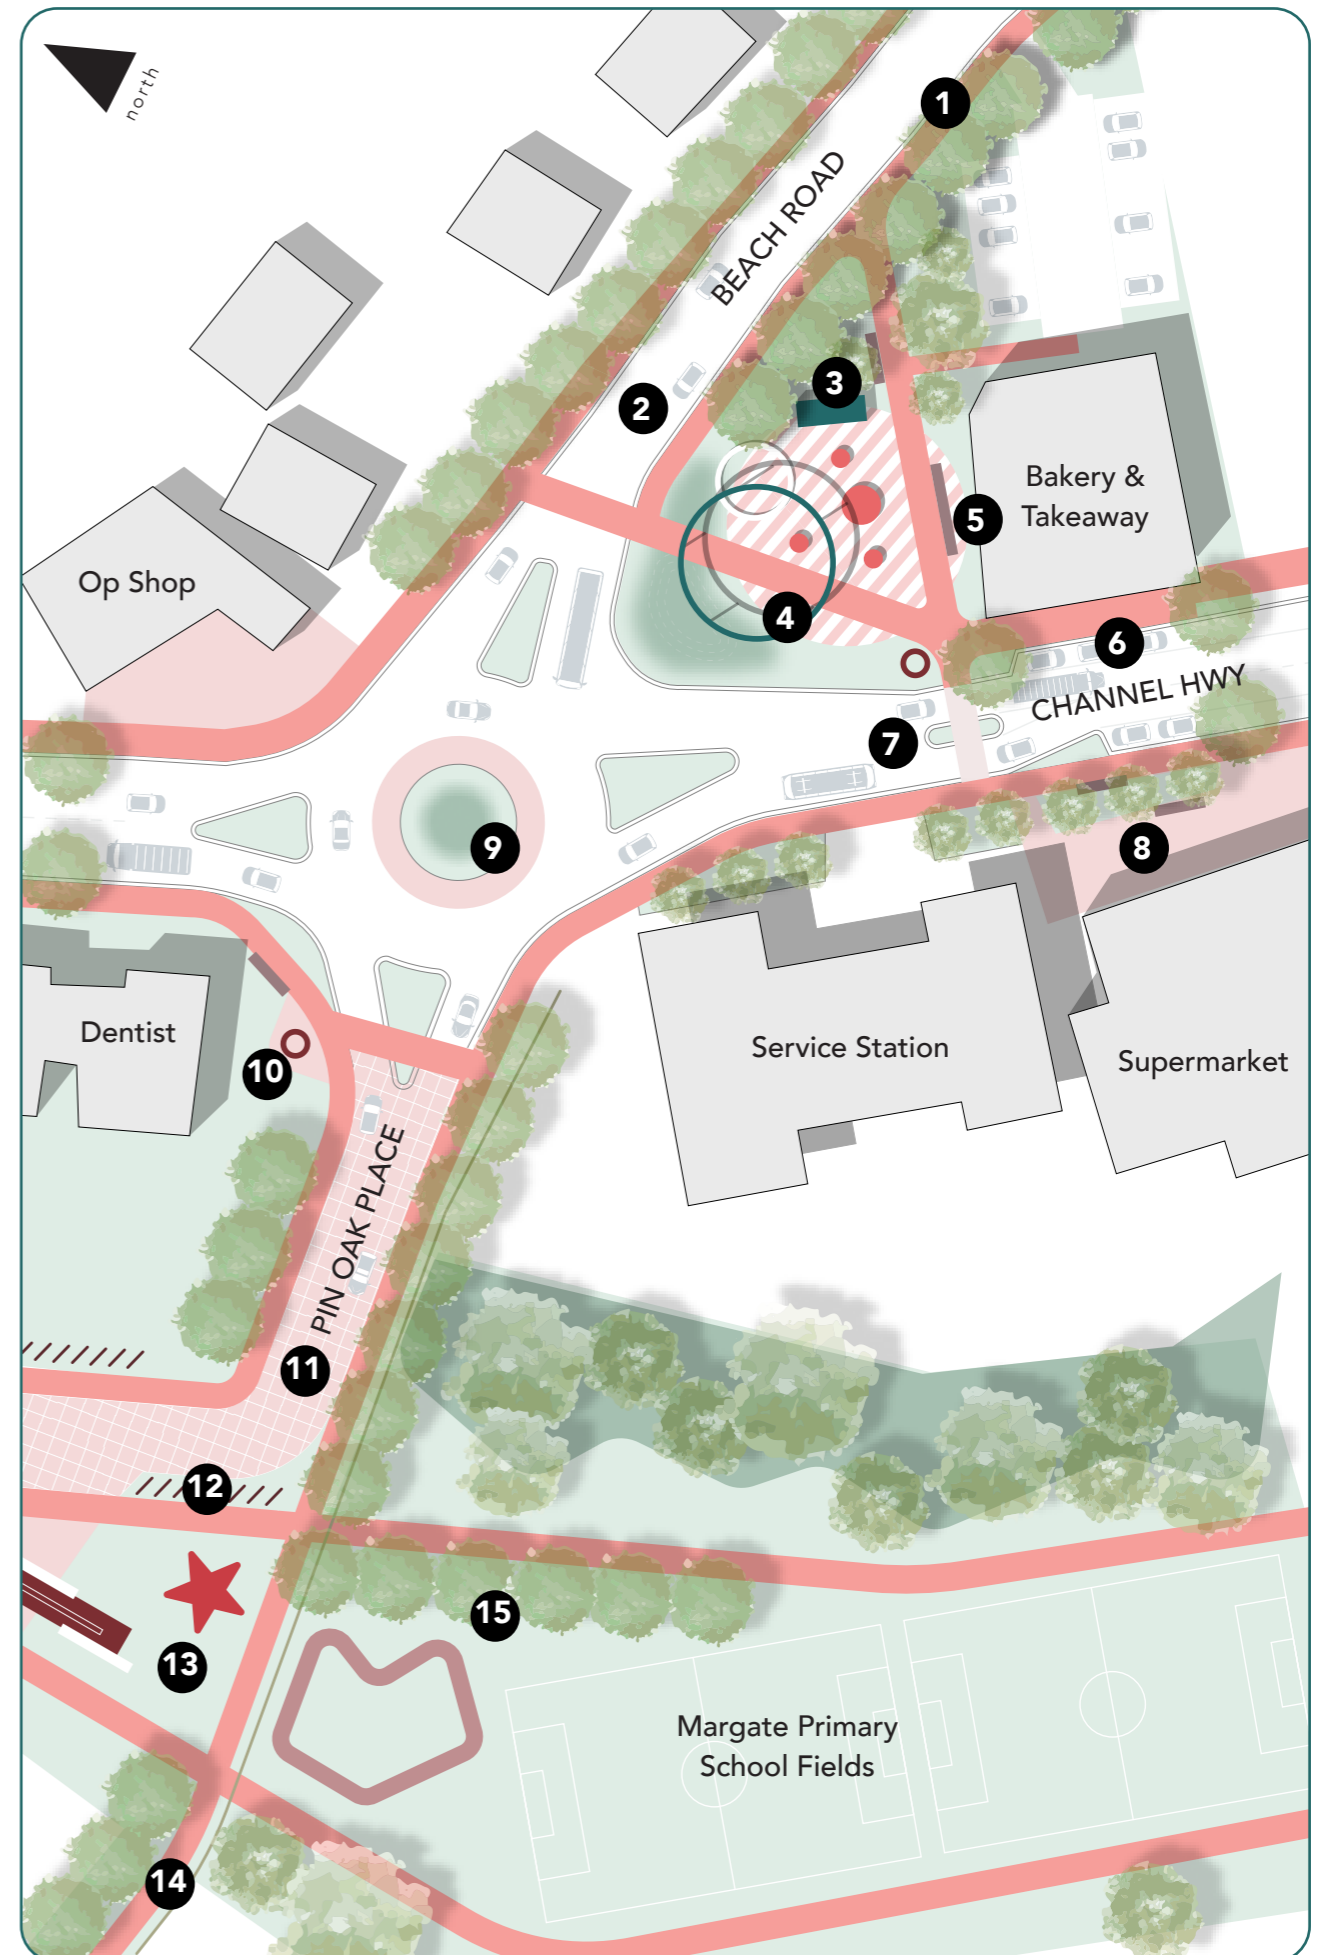 north
1
BEACH ROAD
2
3
Bakery &
Takeaway
5
Op Shop
4
6
CHANNEL HWY
7
9
8
Dentist
Service Station
Supermarket
10
PIN OAK PLACE
11
12
15
13
Margate Primary
School Fields
14